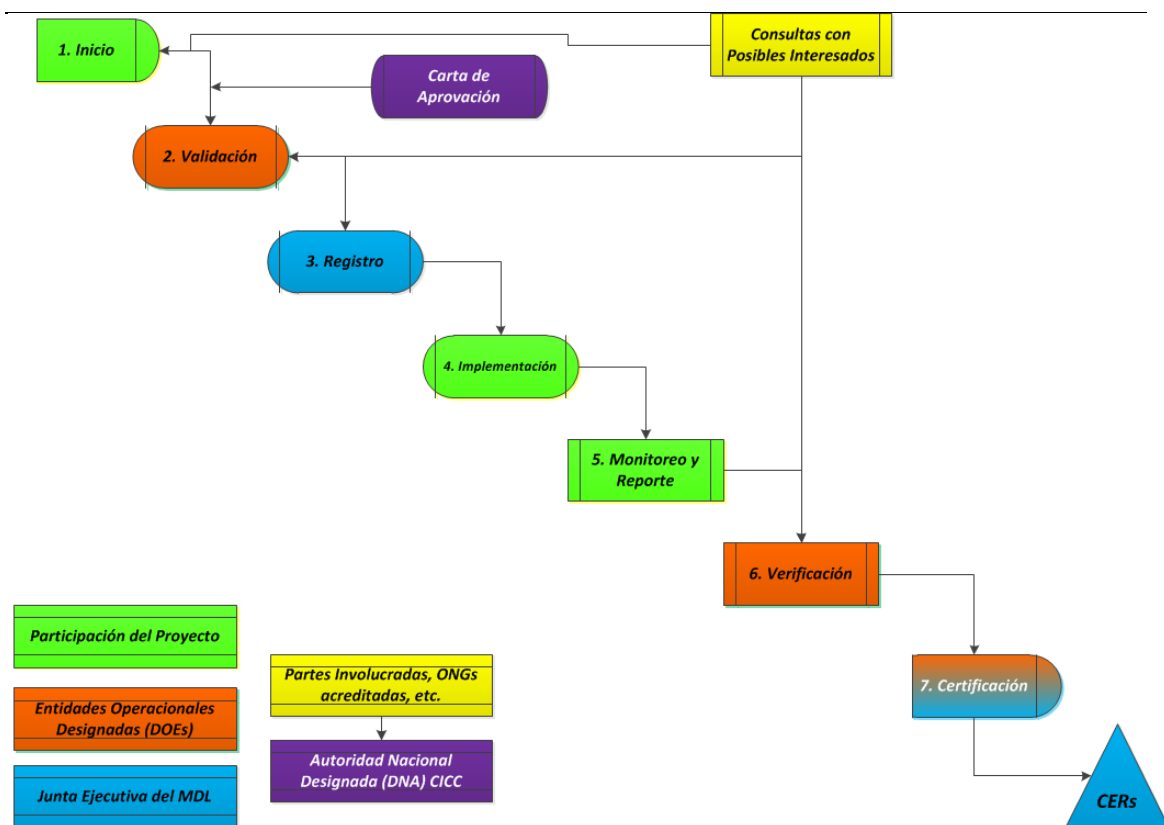 1. Inicio
Consultas con
Posibles Interesados
Carta de
Aprovación
2. Validación
3. Registro
4. Implementación
5. Monitoreo y
Reporte
6. Verificación
7. Certificación
CERs
Participación del Proyecto
Entidades Operacionales
Designadas (DOEs)
Junta Ejecutiva del MDL
Partes Involucradas, ONGs
acreditadas, etc.
Autoridad Nacional
Designada (DNA) CICC